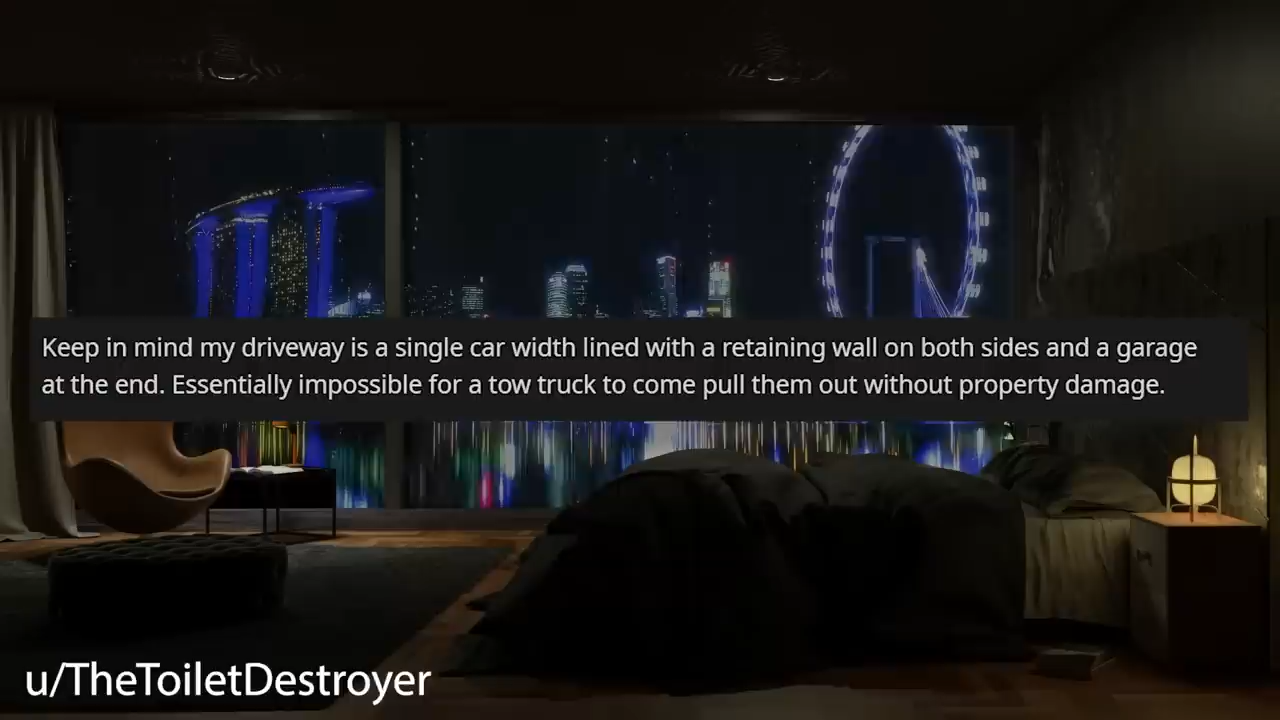 Keep in mind my driveway is a single car width lined with a retaining wall on both sides and a garage
at the end. Essentially impossible for a tow truck to come pull them out without property damage.
u/TheToiletDestroyer